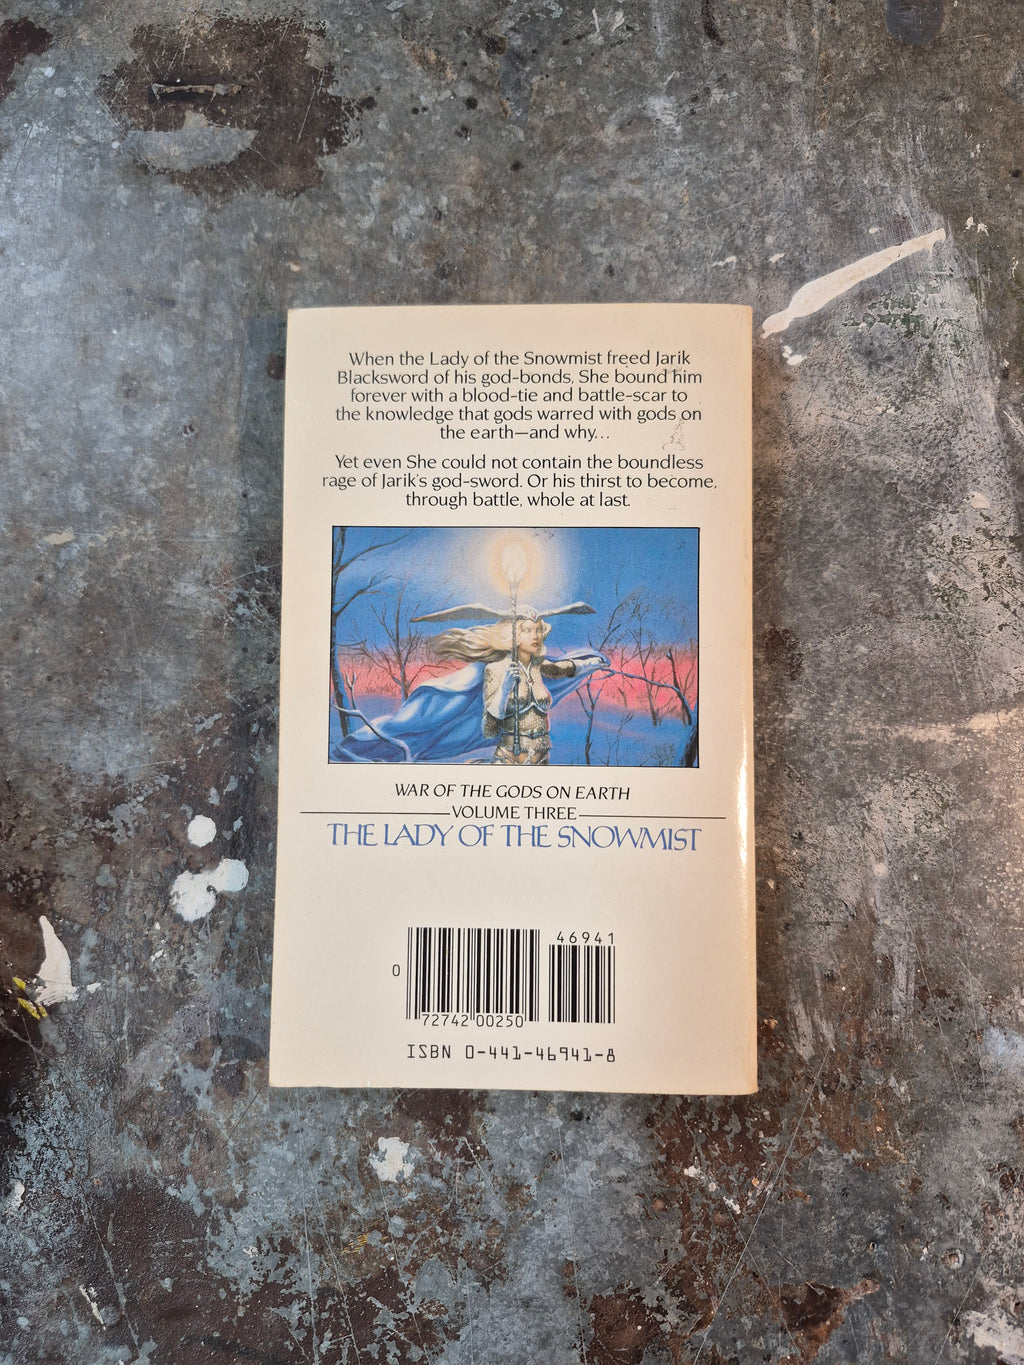 When the Lady of the Snowmist freed Jarik
Blacksword of his god-bonds, She bound him
forever with a blood-tie and battle-scar to
the knowledge that gods warred with gods on
the earth—and why...
Yet even She could not contain the boundless
rage of Jarik's god-sword. Or his thirst to become,
through battle, whole at last.
WAR OF THE GODS ON EARTH
VOLUME THREE
THE LADY OF THE SNOWMIST
46941
0
72742 00250
ISBN 0-441-46941-8